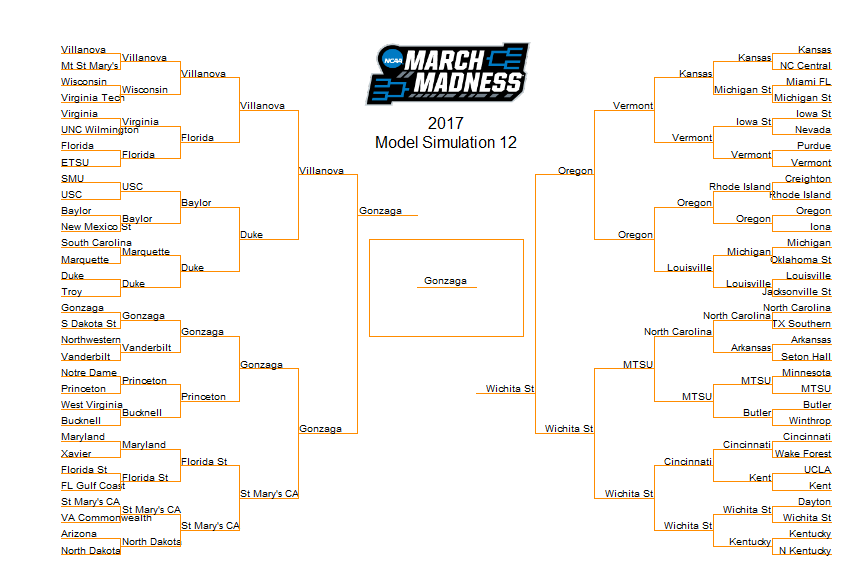 NCAA
MARCH
MADNESS
2017
Model Simulation 12
Villanova
Mt St Mary's
Wisconsin
Virginia Tech
Virginia
UNC Wilmington
Florida
ETSU
SMU
USC
Baylor
New Mexico St
South Carolina
Marquette
Duke
Troy
Gonzaga
S Dakota St
Northwestern
Vanderbilt
Notre Dame
Princeton
West Virginia
Bucknell
Maryland
Xavier
Florida St
FL Gulf Coast
St Mary's CA
VA Commonwealth
Arizona
North Dakota
Villanova
Wisconsin
Virginia
Florida
USC
Baylor
Marquette
Duke
Gonzaga
Vanderbilt
Princeton
Bucknell
Maryland
Florida St
St Mary's CA
North Dakota
Villanova
Florida
Baylor
Duke
Gonzaga
Princeton
Florida St
St Mary's CA
Villanova
Duke
Gonzaga
St Mary's CA
Villanova
Gonzaga
Gonzaga
Gonzaga
Wichita St
Oregon
Wichita St
Vermont
Oregon
MTSU
Wichita St
Kansas
Vermont
Oregon
Louisville
North Carolina
MTSU
Cincinnati
Wichita St
Kansas
Michigan St
Iowa St
Vermont
Rhode Island
Oregon
Michigan
Louisville
North Carolina
Arkansas
MTSU
Butler
Cincinnati
Kent
Wichita St
Kentucky
Kansas
NC Central
Miami FL
Michigan St
Iowa St
Nevada
Purdue
Vermont
Creighton
Rhode Island
Oregon
Iona
Michigan
Oklahoma St
Louisville
Jacksonville St
North Carolina
TX Southern
Arkansas
Seton Hall
Minnesota
MTSU
Butler
Winthrop
Cincinnati
Wake Forest
UCLA
Kent
Dayton
Wichita St
Kentucky
N Kentucky